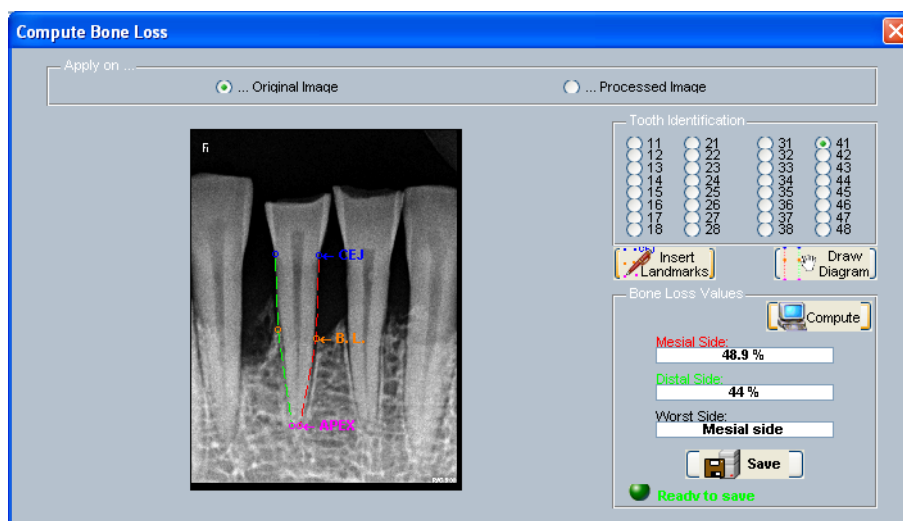 Compute Bone Loss
Apply on ...
... Original Image
... Processed Image
Tooth Identification
11 21 31 41
12 22 32 42
13 23 33 43
14 24 34 44
15 25 35 45
16 26 36 46
17 27 37 47
18 28 38 48
CEJ
Insert
Landmarks
Draw
Diagram
CEJ
B. L.
APEX
Bone Loss Values
Compute
Mesial Side:
48.9 %
Distal Side:
44 %
Worst Side:
Mesial side
Save
Ready to save